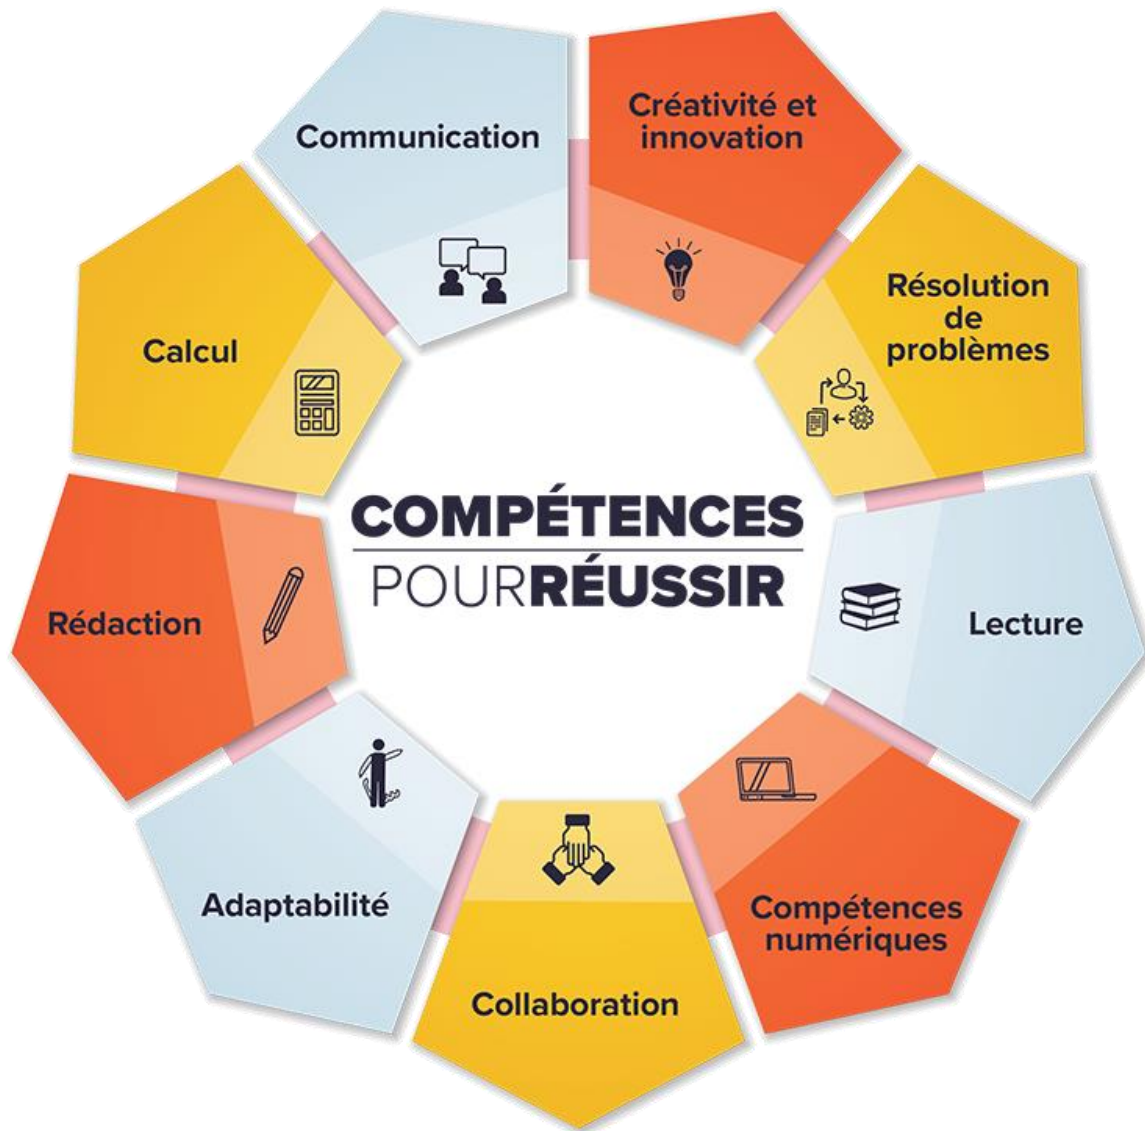 Communication
Créativité et
innovation
Résolution
de
problèmes
Lecture
Compétences
numériques
Collaboration
Adaptabilité
Rédaction
Calcul
COMPÉTENCES
POURRÉUSSIR